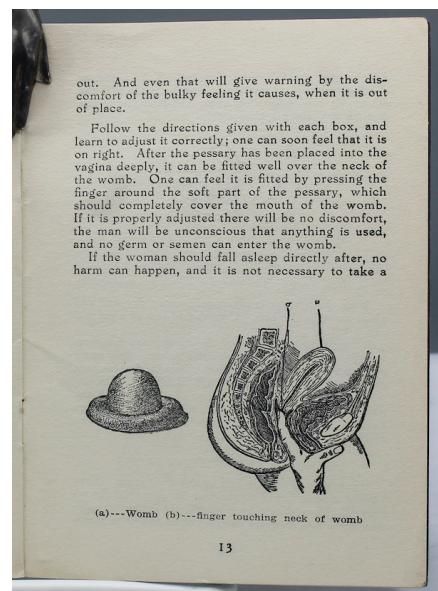 out. And even that will give warning by the dis-
comfort of the bulky feeling it causes, when it is out
of place.
Follow the directions given with each box, and
learn to adjust it correctly; one can soon feel that it is
on right. After the pessary has been placed into the
vagina deeply, it can be fitted well over the neck of
the womb. One can feel it is fitted by pressing the
finger around the soft part of the pessary, which
should completely cover the mouth of the womb.
If it is properly adjusted there will be no discomfort,
the man will be unconscious that anything is used,
and no germ or semen can enter the womb.
If the woman should fall asleep directly after, no
harm can happen, and it is not necessary to take a
(a)---Womb (b)---finger touching neck of womb
13